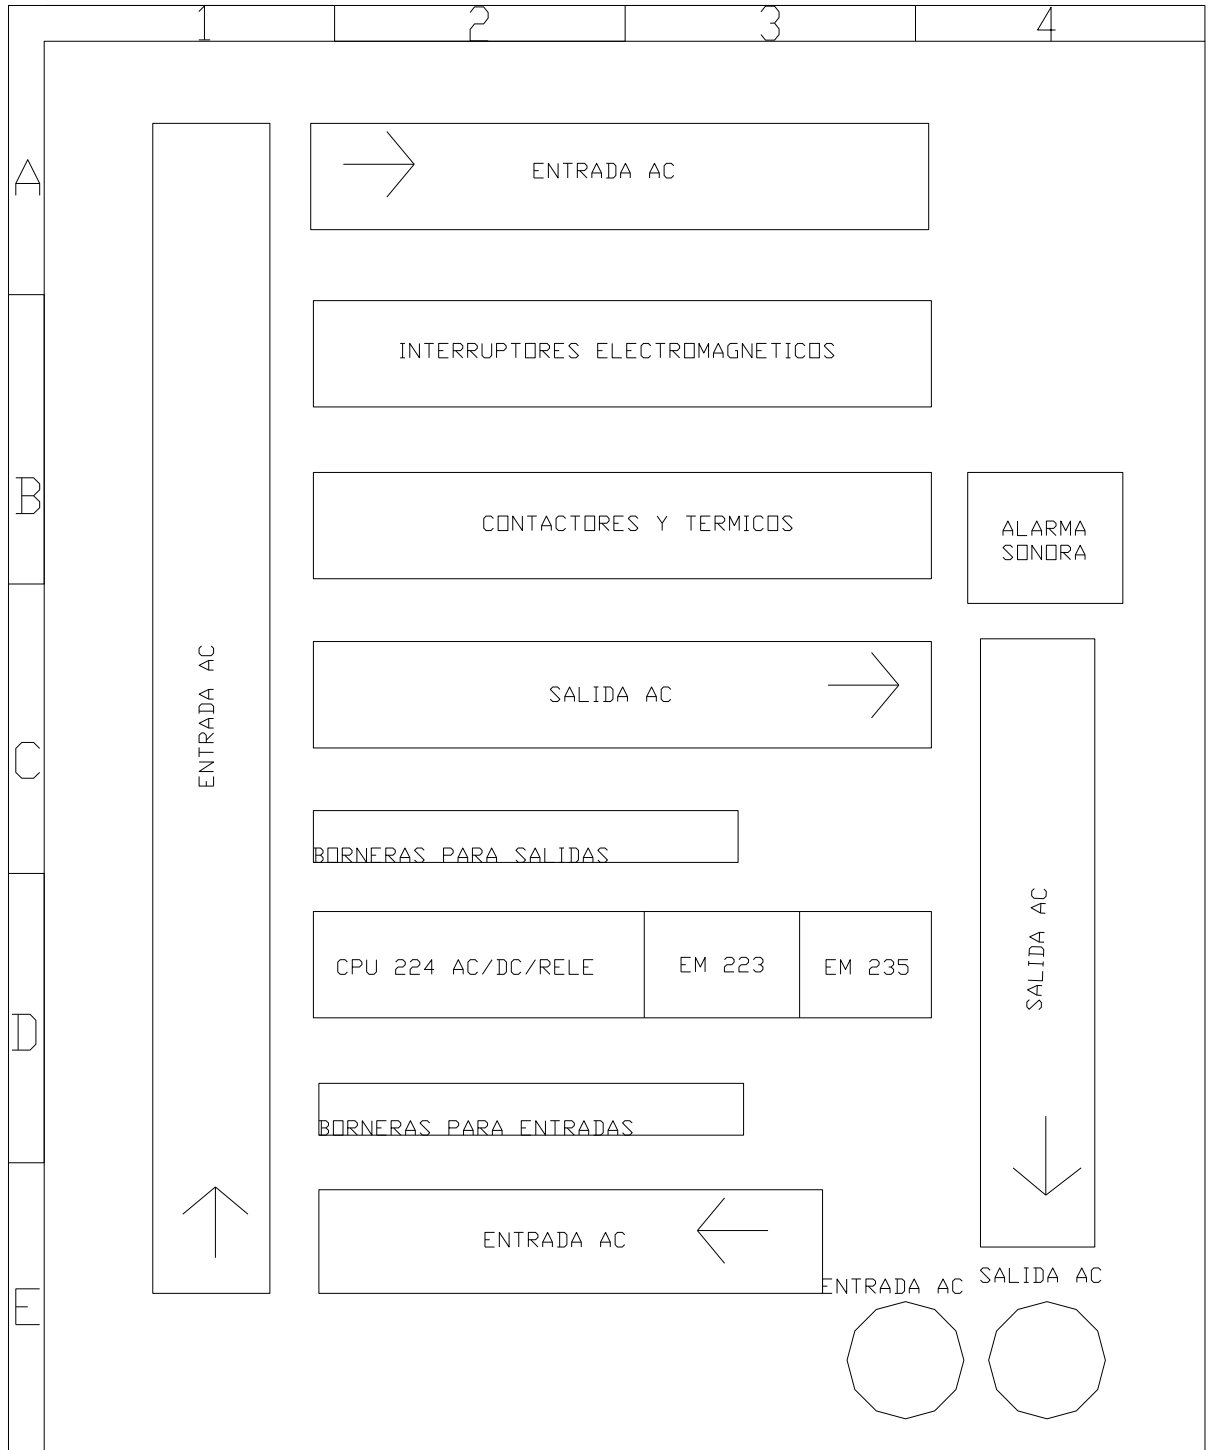 1 2 3 4
A
ENTRADA AC
INTERRUPTORES ELECTROMAGNETICOS
B
CONTACTORES Y TERMICOS
ALARMA
SONORA
ENTRADA AC
SALIDA AC
C
BORNERAS PARA SALIDAS
CPU 224 AC/DC/RELE
EM 223
EM 235
SALIDA AC
D
BORNERAS PARA ENTRADAS
ENTRADA AC
ENTRADA AC
SALIDA AC
E